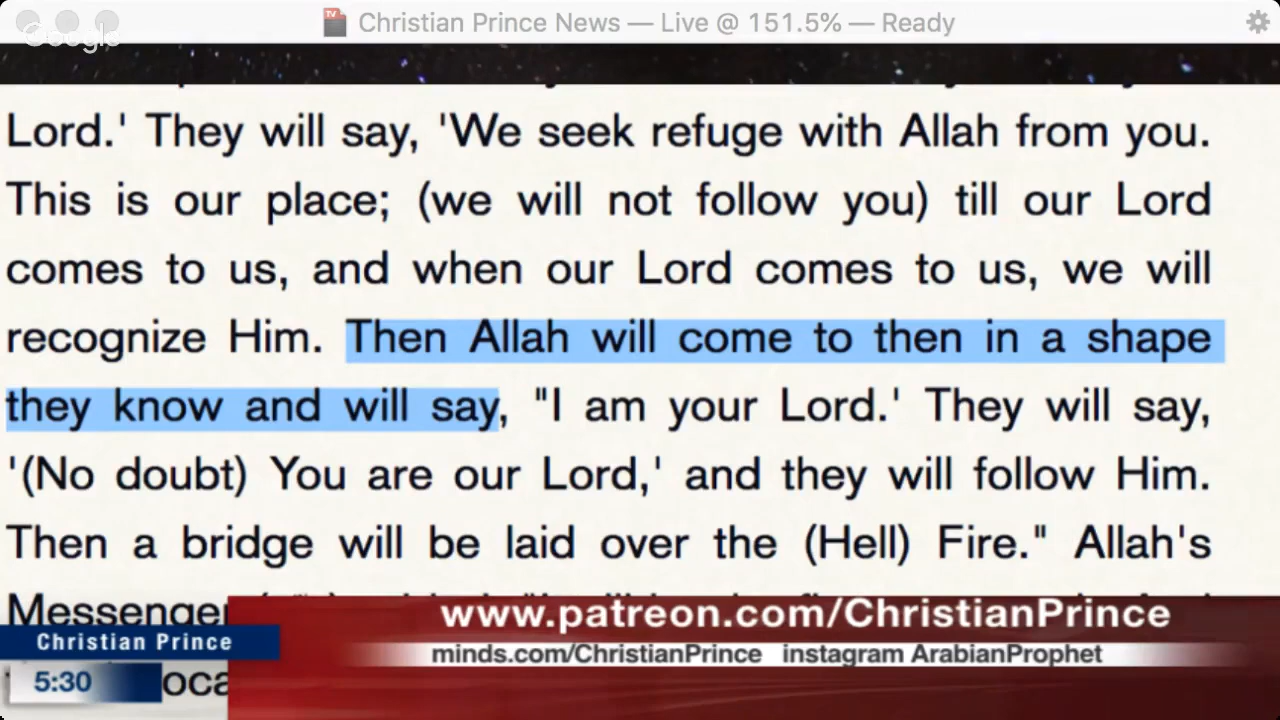 Christian Prince News — Live @ 151.5% — Ready
Google
Lord.' They will say, 'We seek refuge with Allah from you.
This is our place; (we will not follow you) till our Lord
comes to us, and when our Lord comes to us, we will
recognize Him. Then Allah will come to then in a shape
they know and will say, "I am your Lord.' They will say,
'(No doubt) You are our Lord,' and they will follow Him.
Then a bridge will be laid over the (Hell) Fire." Allah's
Messenger
www.patreon.com/ChristianPrince
Christian Prince
minds.com/ChristianPrince instagram ArabianProphet
5:30